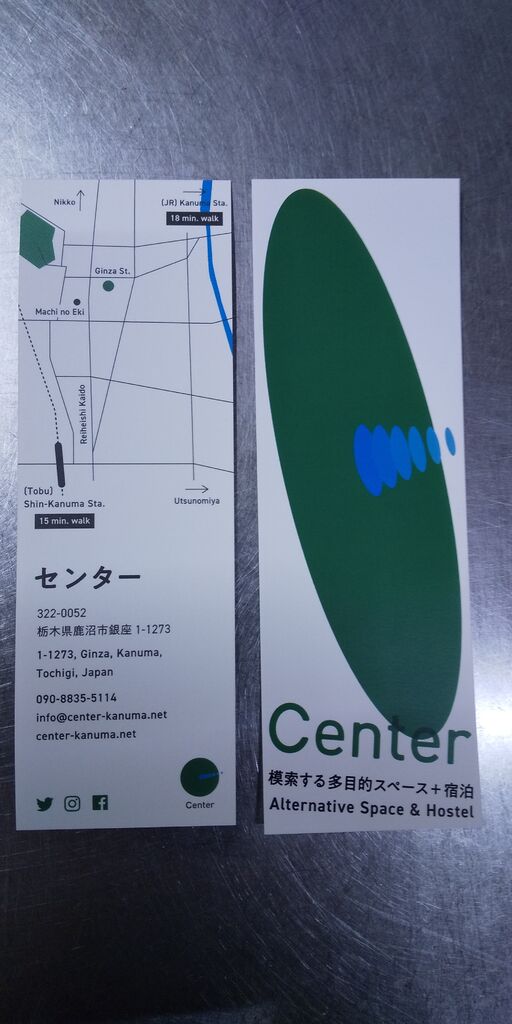 Nikko
(JR) Kanuma Sta.
18 min. walk
Ginza St.
Machi no Eki
Reiheishi Kaido
(Tobu)
Shin-Kanuma Sta.
15 min. walk
Utsunomiya
センター
322-0052
栃木県鹿沼市銀座 1-1273
1-1273, Ginza, Kanuma,
Tochigi, Japan
090-8835-5114
info@center-kanuma.net
center-kanuma.net
Center
Center
模索する多目的スペース+宿泊
Alternative Space & Hostel